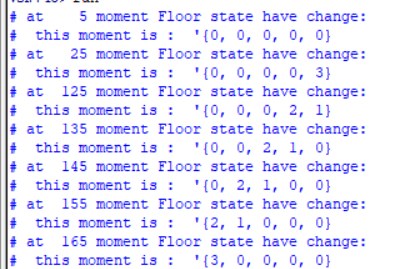 # at    5 moment Floor state have change:
#  this moment is :  '{0, 0, 0, 0, 0}
# at   25 moment Floor state have change:
#  this moment is :  '{0, 0, 0, 0, 3}
# at  125 moment Floor state have change:
#  this moment is :  '{0, 0, 0, 2, 1}
# at  135 moment Floor state have change:
#  this moment is :  '{0, 0, 2, 1, 0}
# at  145 moment Floor state have change:
#  this moment is :  '{0, 2, 1, 0, 0}
# at  155 moment Floor state have change:
#  this moment is :  '{2, 1, 0, 0, 0}
# at  165 moment Floor state have change:
#  this moment is :  '{3, 0, 0, 0, 0}